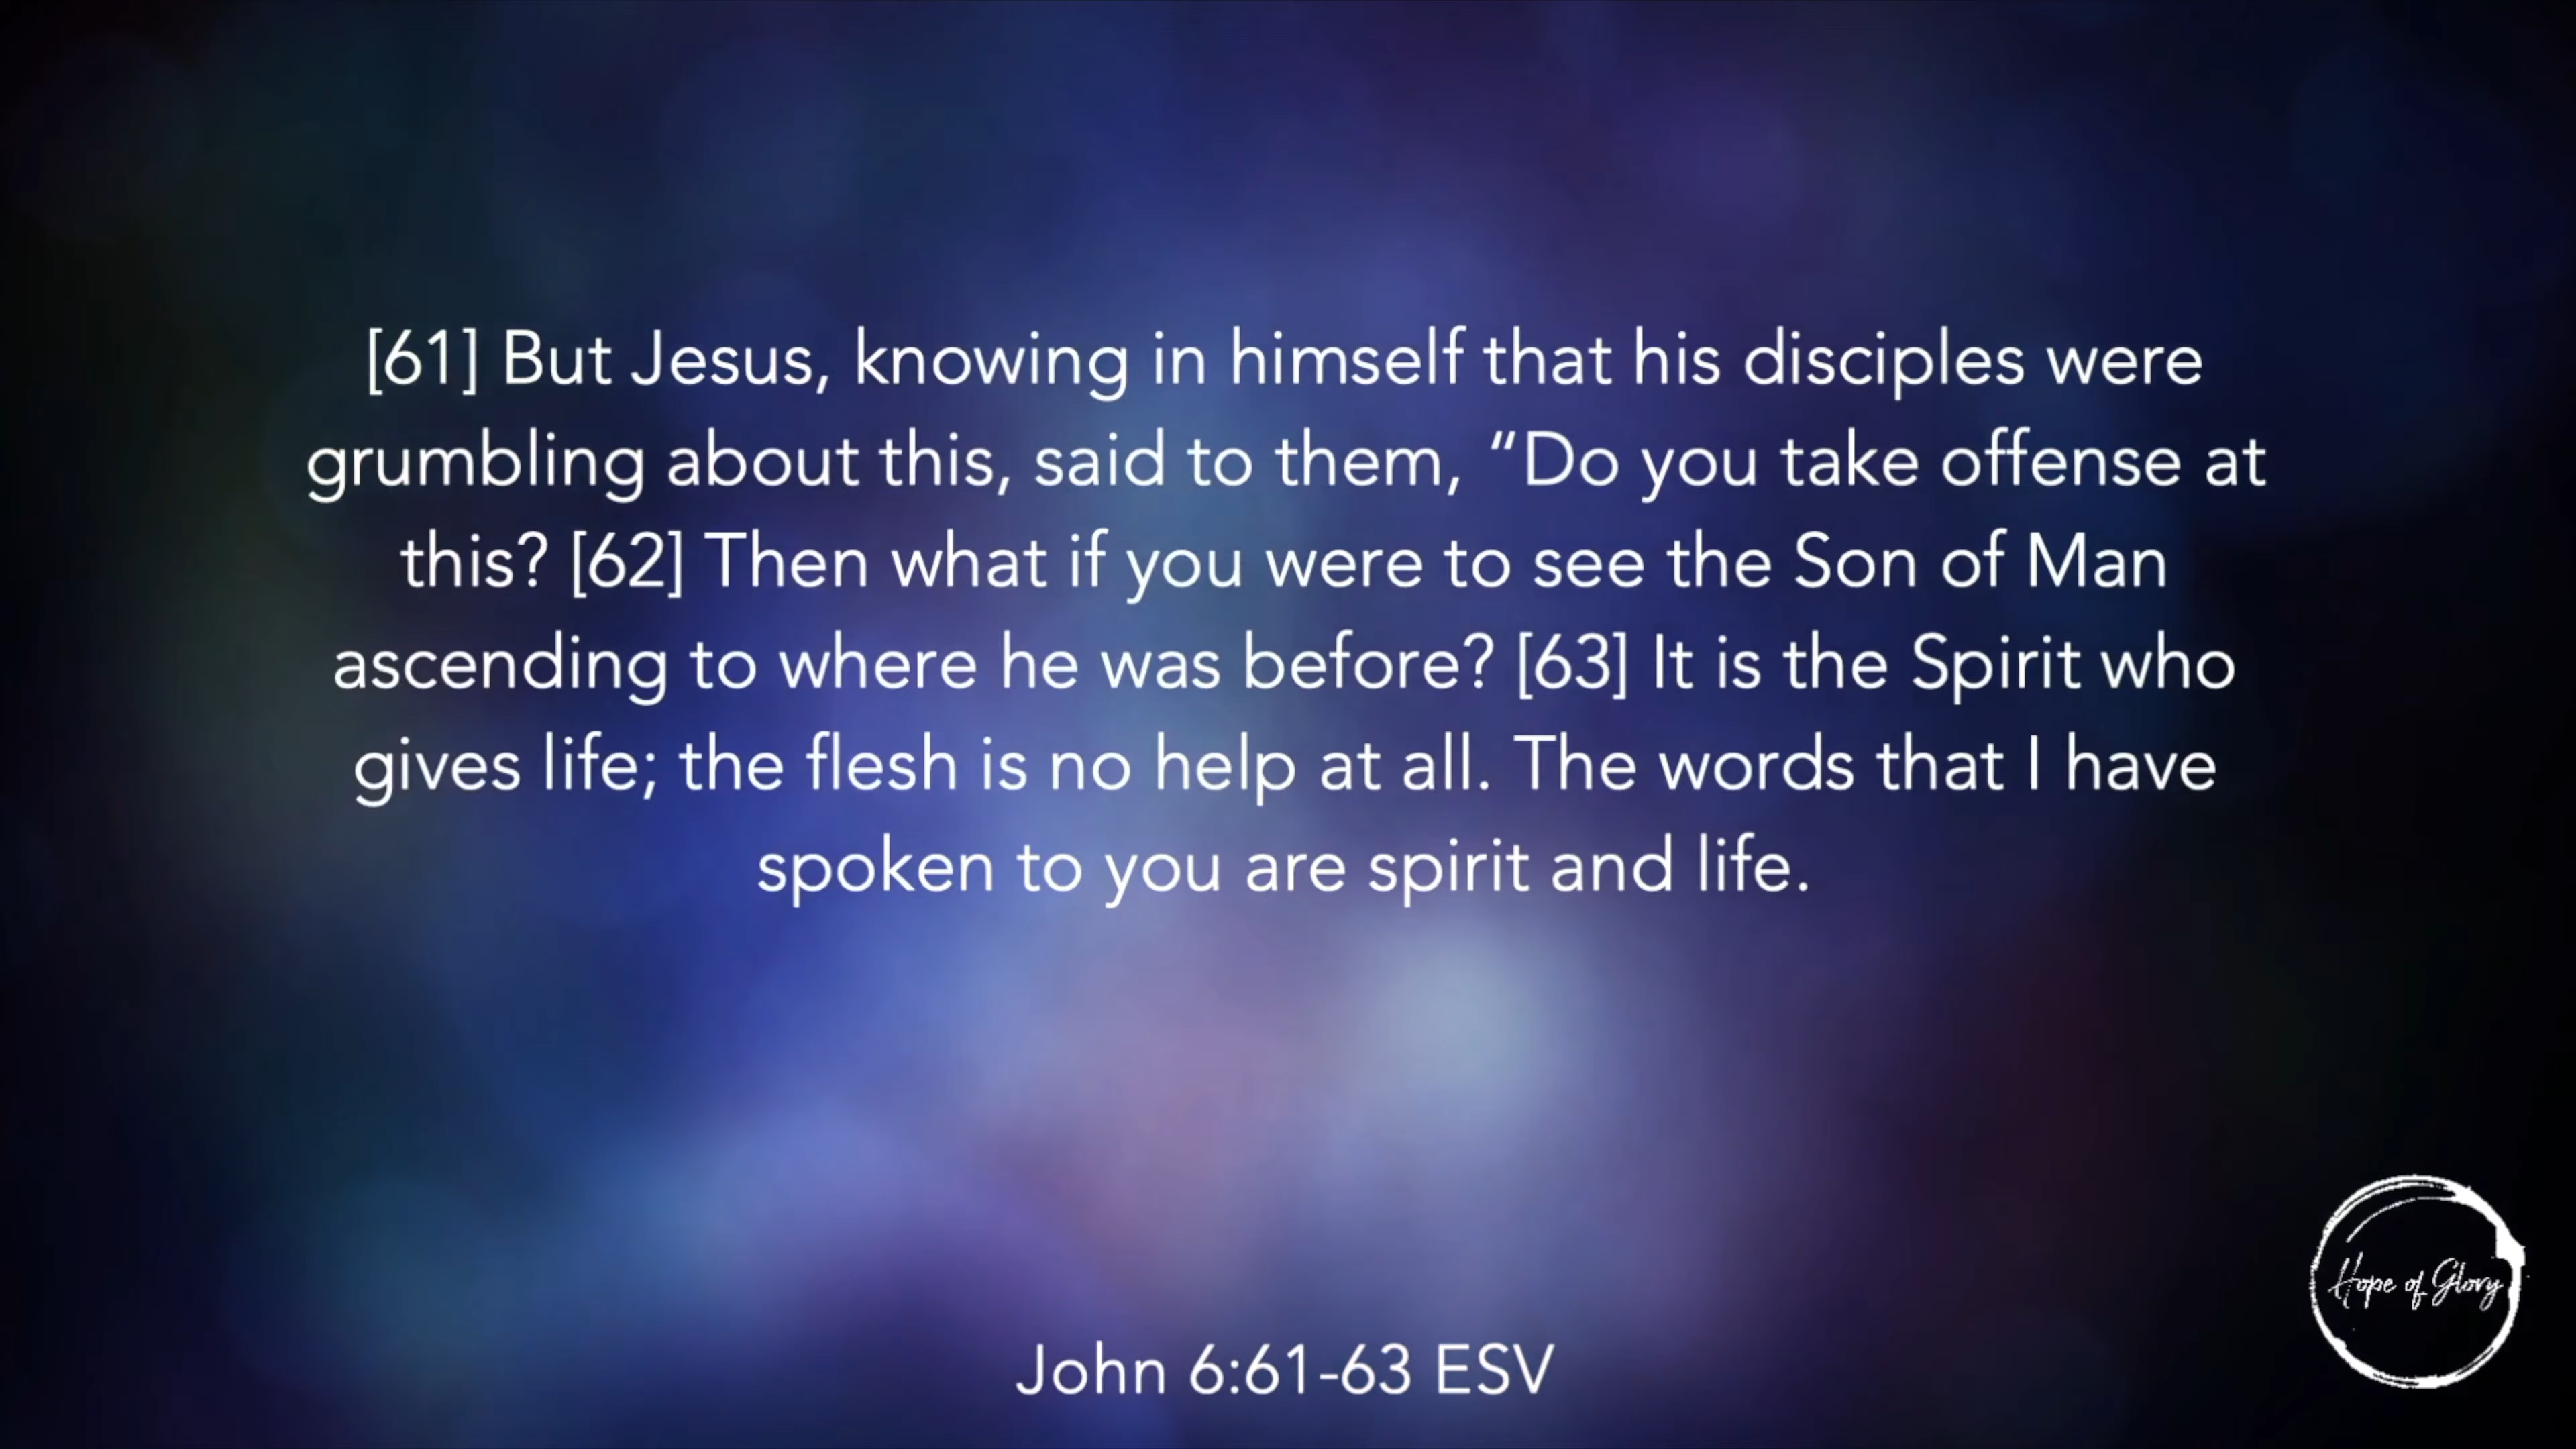 [61] But Jesus, knowing in himself that his disciples were
grumbling about this, said to them, “Do you take offense at
this? [62] Then what if you were to see the Son of Man
ascending to where he was before? [63] It is the Spirit who
gives life; the flesh is no help at all. The words that I have
spoken to you are spirit and life.
Hope of Glory
John 6:61-63 ESV